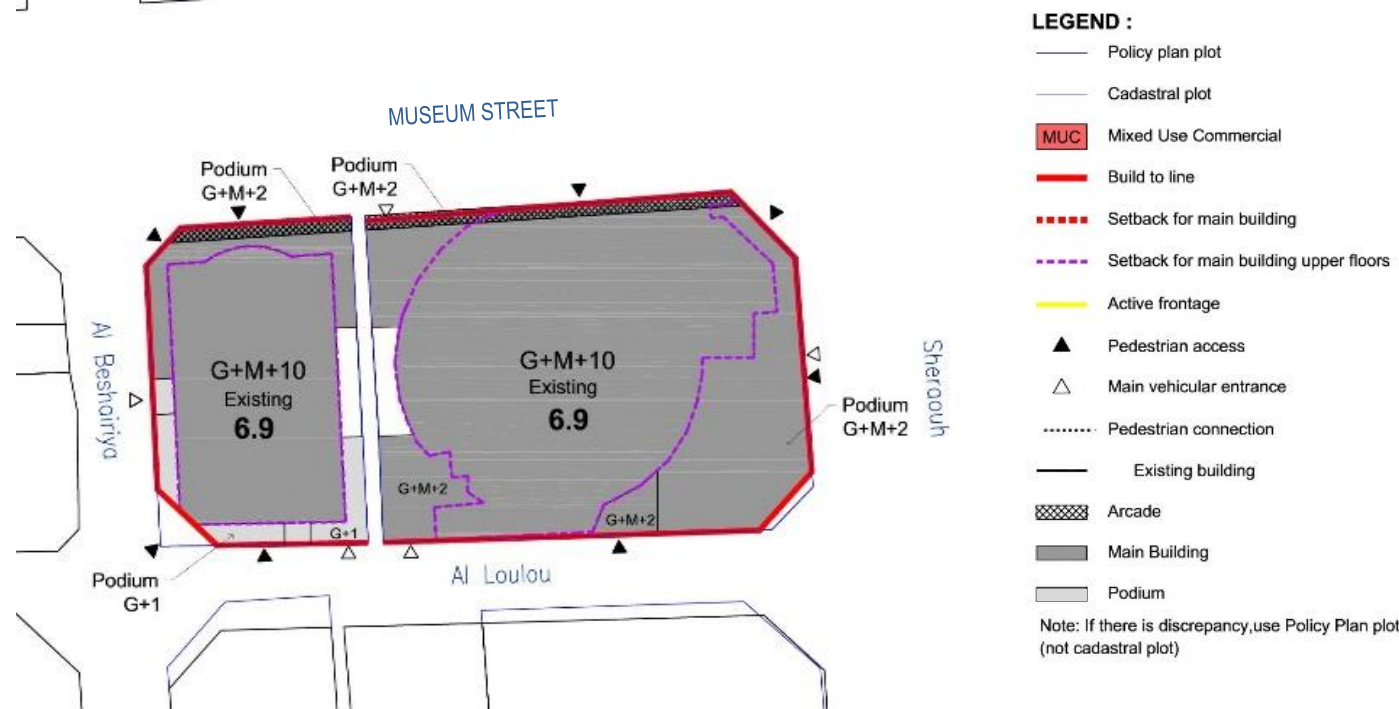 MUSEUM STREET
Podium
G+M+2
Podium
G+M+2
Al Beshairiya
G+M+10
Existing
6.9
G+M+10
Existing
6.9
Sheraouh
Podium
G+M+2
G+M+2
G+M+2
G+1
Podium
G+1
Al Loulou
LEGEND :
Policy plan plot
Cadastral plot
MUC Mixed Use Commercial
Build to line
Setback for main building
Setback for main building upper floors
Active frontage
Pedestrian access
Main vehicular entrance
Pedestrian connection
Existing building
Arcade
Main Building
Podium
Note: If there is discrepancy,use Policy Plan plot
(not cadastral plot)